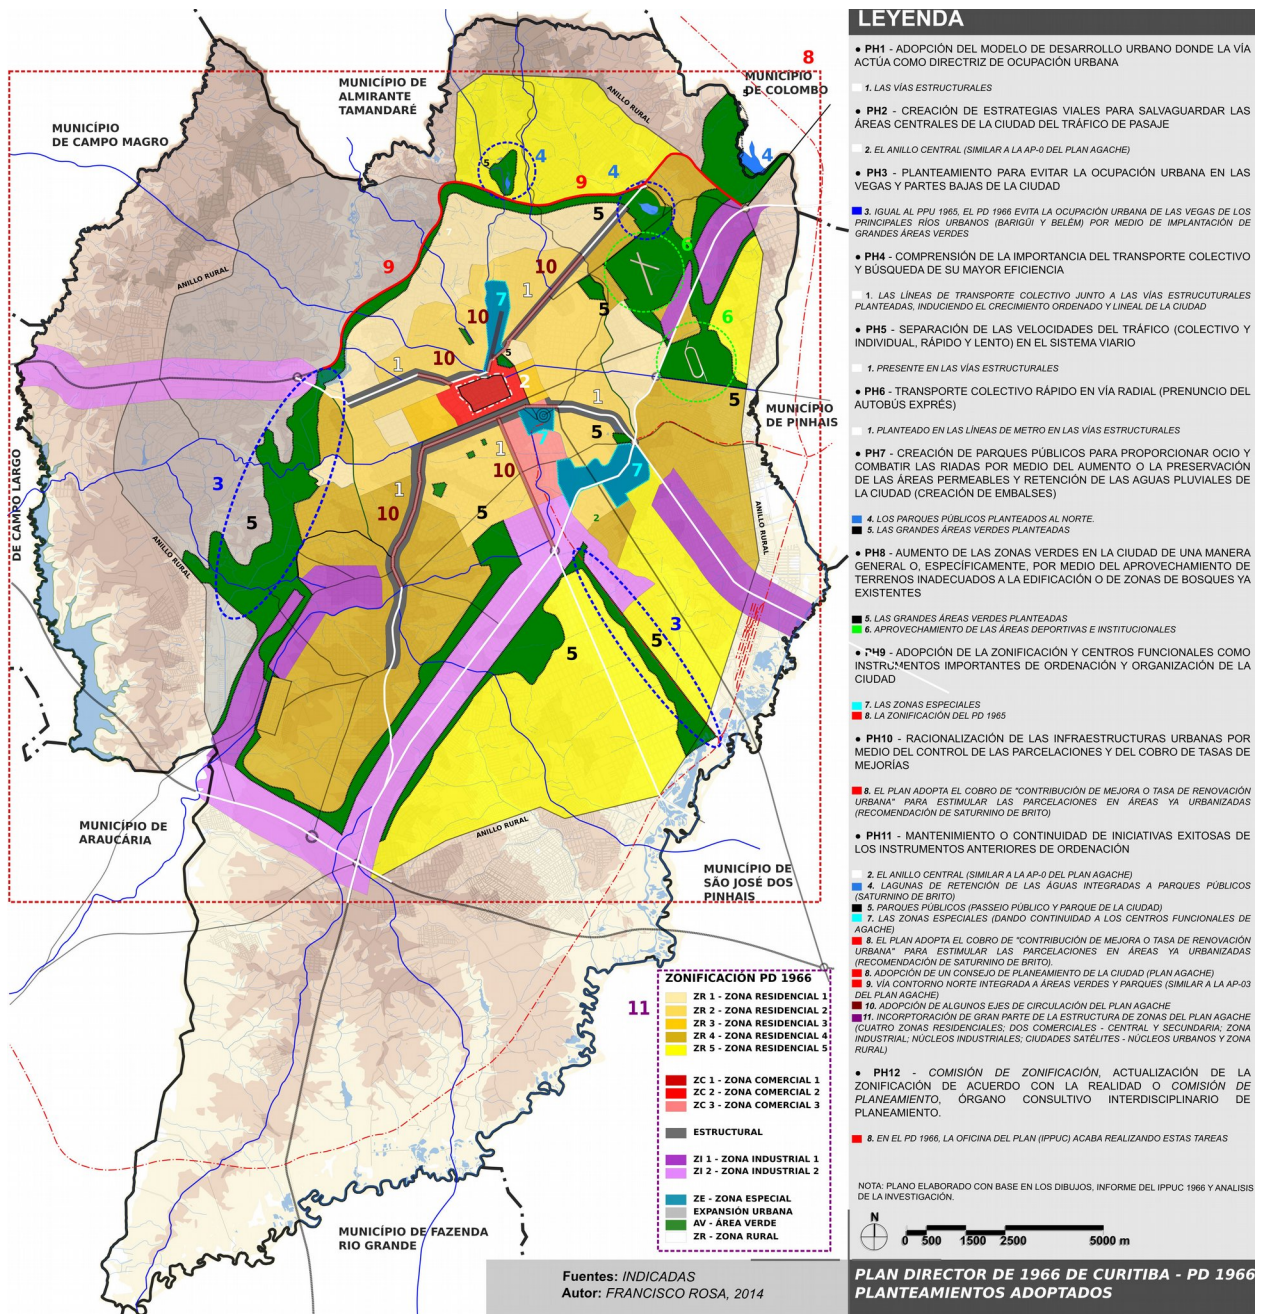 8
MUNICÍPIO DE
ALMIRANTE
TAMANDARÉ
MUNICÍPIO
DE COLOMBO
ANILLO RURAL
5
MUNICÍPIO
DE CAMPO MAGRO
5
4
4
4
9
5
6
9
10
ANILLO RURAL
1
5
7
10
6
10
1
5
2
1
5
MUNICÍPIO
DE PINHAIS
7
5
1
10
7
3
1
10
5
5
DE CAMPO LARGO
2
ANILLO RURAL
ANILLO RURAL
3
5
5
ANILLO RURAL
MUNICÍPIO DE
ARAUCÁRIA
MUNICÍPIO DE
SÃO JOSÉ DOS
PINHAIS
11
ZONIFICACIÓN PD 1966
ZR 1 - ZONA RESIDENCIAL 1
ZR 2 - ZONA RESIDENCIAL 2
ZR 3 - ZONA RESIDENCIAL 3
ZR 4 - ZONA RESIDENCIAL 4
ZR 5 - ZONA RESIDENCIAL 5
ZC 1 - ZONA COMERCIAL 1
ZC 2 - ZONA COMERCIAL 2
ZC 3 - ZONA COMERCIAL 3
ESTRUCTURAL
ZI 1 - ZONA INDUSTRIAL 1
ZI 2 - ZONA INDUSTRIAL 2
ZE - ZONA ESPECIAL
EXPANSIÓN URBANA
AV - ÁREA VERDE
ZR - ZONA RURAL
MUNICÍPIO DE FAZENDA
RIO GRANDE
Fuentes: INDICADAS
Autor: FRANCISCO ROSA, 2014
LEYENDA
• PH1 - ADOPCIÓN DEL MODELO DE DESARROLLO URBANO DONDE LA VÍA
ACTÚA COMO DIRECTRIZ DE OCUPACIÓN URBANA
1. LAS VÍAS ESTRUCTURALES
• PH2 - CREACIÓN DE ESTRATEGIAS VIALES PARA SALVAGUARDAR LAS
ÁREAS CENTRALES DE LA CIUDAD DEL TRÁFICO DE PASAJE
2. EL ANILLO CENTRAL (SIMILAR A LA AP-0 DEL PLAN AGACHE)
• PH3 - PLANTEAMIENTO PARA EVITAR LA OCUPACIÓN URBANA EN LAS
VEGAS Y PARTES BAJAS DE LA CIUDAD
3. IGUAL AL PPU 1965, EL PD 1966 EVITA LA OCUPACIÓN URBANA DE LAS VEGAS DE LOS
PRINCIPALES RÍOS URBANOS (BARIGÜI Y BELÉM) POR MEDIO DE IMPLANTACIÓN DE
GRANDES ÁREAS VERDES
• PH4 - COMPRENSIÓN DE LA IMPORTANCIA DEL TRANSPORTE COLECTIVO
Y BÚSQUEDA DE SU MAYOR EFICIENCIA
1. LAS LÍNEAS DE TRANSPORTE COLECTIVO JUNTO A LAS VÍAS ESTRUCUTURALES
PLANTEADAS, INDUCIENDO EL CRECIMIENTO ORDENADO Y LINEAL DE LA CIUDAD
• PH5 - SEPARACIÓN DE LAS VELOCIDADES DEL TRÁFICO (COLECTIVO Y
INDIVIDUAL, RÁPIDO Y LENTO) EN EL SISTEMA VIARIO
1. PRESENTE EN LAS VÍAS ESTRUCTURALES
• PH6 - TRANSPORTE COLECTIVO RÁPIDO EN VÍA RADIAL (PRENUNCIO DEL
AUTOBÚS EXPRÉS)
1. PLANTEADO EN LAS LÍNEAS DE METRO EN LAS VÍAS ESTRUCTURALES
• PH7 - CREACIÓN DE PARQUES PÚBLICOS PARA PROPORCIONAR OCIO Y
COMBATIR LAS RIADAS POR MEDIO DEL AUMENTO O LA PRESERVACIÓN
DE LAS ÁREAS PERMEABLES Y RETENCIÓN DE LAS AGUAS PLUVIALES DE
LA CIUDAD (CREACIÓN DE EMBALSES)
4. LOS PARQUES PÚBLICOS PLANTEADOS AL NORTE.
5. LAS GRANDES ÁREAS VERDES PLANTEADAS
• PH8 - AUMENTO DE LAS ZONAS VERDES EN LA CIUDAD DE UNA MANERA
GENERAL O, ESPECÍFICAMENTE, POR MEDIO DEL APROVECHAMIENTO DE
TERRENOS INADECUADOS A LA EDIFICACIÓN O DE ZONAS DE BOSQUES YA
EXISTENTES
5. LAS GRANDES ÁREAS VERDES PLANTEADAS
6. APROVECHAMIENTO DE LAS ÁREAS DEPORTIVAS E INSTITUCIONALES
• PH9 - ADOPCIÓN DE LA ZONIFICACIÓN Y CENTROS FUNCIONALES COMO
INSTRUMENTOS IMPORTANTES DE ORDENACIÓN Y ORGANIZACIÓN DE LA
CIUDAD
7. LAS ZONAS ESPECIALES
8. LA ZONIFICACIÓN DEL PD 1965
• PH10 - RACIONALIZACIÓN DE LAS INFRAESTRUCTURAS URBANAS POR
MEDIO DEL CONTROL DE LAS PARCELACIONES Y DEL COBRO DE TASAS DE
MEJORÍAS
8. EL PLAN ADOPTA EL COBRO DE "CONTRIBUCIÓN DE MEJORA O TASA DE RENOVACIÓN
URBANA" PARA ESTIMULAR LAS PARCELACIONES EN ÁREAS YA URBANIZADAS
(RECOMENDACIÓN DE SATURNINO DE BRITO)
• PH11 - MANTENIMIENTO O CONTINUIDAD DE INICIATIVAS EXITOSAS DE
LOS INSTRUMENTOS ANTERIORES DE ORDENACIÓN
2. EL ANILLO CENTRAL (SIMILAR A LA AP-0 DEL PLAN AGACHE)
4. LAGUNAS DE RETENCIÓN DE LAS ÁGUAS INTEGRADAS A PARQUES PÚBLICOS
(SATURNINO DE BRITO)
5. PARQUES PÚBLICOS (PASSEIO PÚBLICO Y PARQUE DE LA CIUDAD)
7. LAS ZONAS ESPECIALES (DANDO CONTINUIDAD A LOS CENTROS FUNCIONALES DE
AGACHE)
8. EL PLAN ADOPTA EL COBRO DE "CONTRIBUCIÓN DE MEJORA O TASA DE RENOVACIÓN
URBANA" PARA ESTIMULAR LAS PARCELACIONES EN ÁREAS YA URBANIZADAS
(RECOMENDACIÓN DE SATURNINO DE BRITO).
8. ADOPCIÓN DE UN CONSEJO DE PLANEAMIENTO DE LA CIUDAD (PLAN AGACHE)
9. VÍA CONTORNO NORTE INTEGRADA A ÁREAS VERDES Y PARQUES (SIMILAR A LA AP-03
DEL PLAN AGACHE)
10. ADOPCIÓN DE ALGUNOS EJES DE CIRCULACIÓN DEL PLAN AGACHE
11. INCORPTORACIÓN DE GRAN PARTE DE LA ESTRUCTURA DE ZONAS DEL PLAN AGACHE
(CUATRO ZONAS RESIDENCIALES; DOS COMERCIALES - CENTRAL Y SECUNDARIA; ZONA
INDUSTRIAL; NÚCLEOS INDUSTRIALES; CIUDADES SATÉLITES - NÚCLEOS URBANOS Y ZONA
RURAL)
• PH12 - COMISIÓN DE ZONIFICACIÓN, ACTUALIZACIÓN DE LA
ZONIFICACIÓN DE ACUERDO CON LA REALIDAD O COMISIÓN DE
PLANEAMIENTO, ÓRGANO CONSULTIVO INTERDISCIPLINARIO DE
PLANEAMIENTO.
8. EN EL PD 1966, LA OFICINA DEL PLAN (IPPUC) ACABA REALIZANDO ESTAS TAREAS
NOTA: PLANO ELABORADO CON BASE EN LOS DIBUJOS, INFORME DEL IPPUC 1966 Y ANALISIS
DE LA INVESTIGACIÓN.
N
0 500 1500 2500 5000 m
PLAN DIRECTOR DE 1966 DE CURITIBA - PD 1966
PLANTEAMIENTOS ADOPTADOS